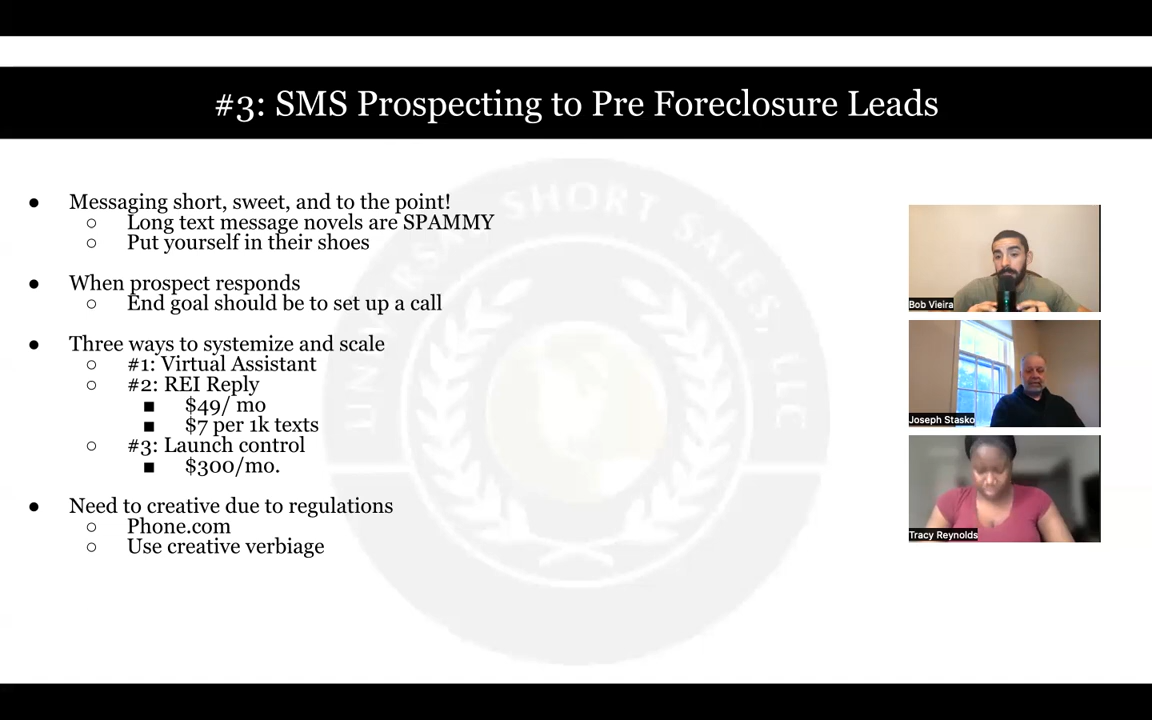 #3: SMS Prospecting to Pre Foreclosure Leads
● Messaging short, sweet, and to the point!
○ Long text message novels are SPAMMY
○ Put yourself in their shoes
● When prospect responds
○ End goal should be to set up a call
● Three ways to systemize and scale
○ #1: Virtual Assistant
○ #2: REI Reply
■ $49/ mo
■ $7 per 1k texts
○ #3: Launch control
■ $300/mo.
● Need to creative due to regulations
○ Phone.com
○ Use creative verbiage
UNIVERSAL SHORT SALES, LLC
Bob Vieira
Joseph Stasko
Tracy Reynolds